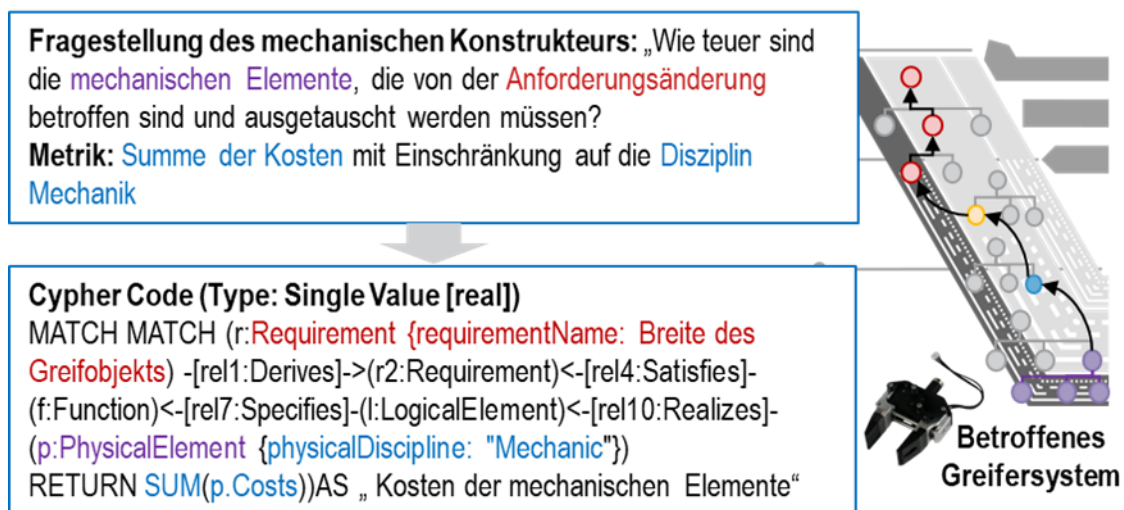 Fragestellung des mechanischen Konstrukteurs: „Wie teuer sind
die mechanischen Elemente, die von der Anforderungsänderung
betroffen sind und ausgetauscht werden müssen?
Metrik: Summe der Kosten mit Einschränkung auf die Disziplin
Mechanik
Cypher Code (Type: Single Value [real])
MATCH MATCH (r:Requirement {requirementName: Breite des
Greifobjekts) -[rel1:Derives]->(r2:Requirement)<-[rel4:Satisfies]-
(f:Function)<-[rel7:Specifies]-(l:LogicalElement)<-[rel10:Realizes]-
(p:PhysicalElement {physicalDiscipline: "Mechanic"})
RETURN SUM(p.Costs))AS „ Kosten der mechanischen Elemente“
Betroffenes
Greifersystem